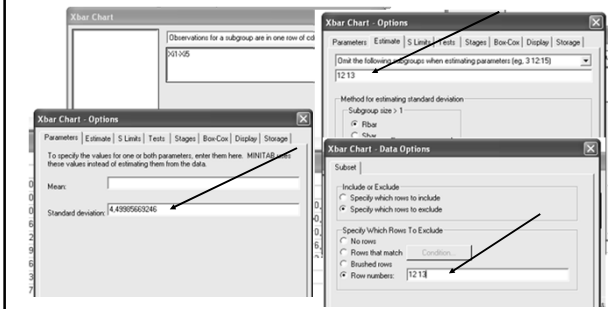 Xbar Chart
Observations for a subgroup are in one row of co
Xi1-Xi5
Xbar Chart - Options
Parameters Estimate S Limits Tests Stages Box-Cox Display Storage
Omit the following subgroups when estimating parameters (eg, 3 12:15)
12 13
Method for estimating standard deviation
Subgroup size > 1
Rbar
Sbar
Xbar Chart - Options
Parameters Estimate S Limits Tests Stages Box-Cox Display Storage
To specify the values for one or both parameters, enter them here. MINITAB uses
these values instead of estimating them from the data.
Mean:
Standard deviation: 4,49985669246
Xbar Chart - Data Options
Subset
Include or Exclude
Specify which rows to include
Specify which rows to exclude
Specify Which Rows To Exclude
No rows
Rows that match Condition...
Brushed rows
Row numbers: 12 13